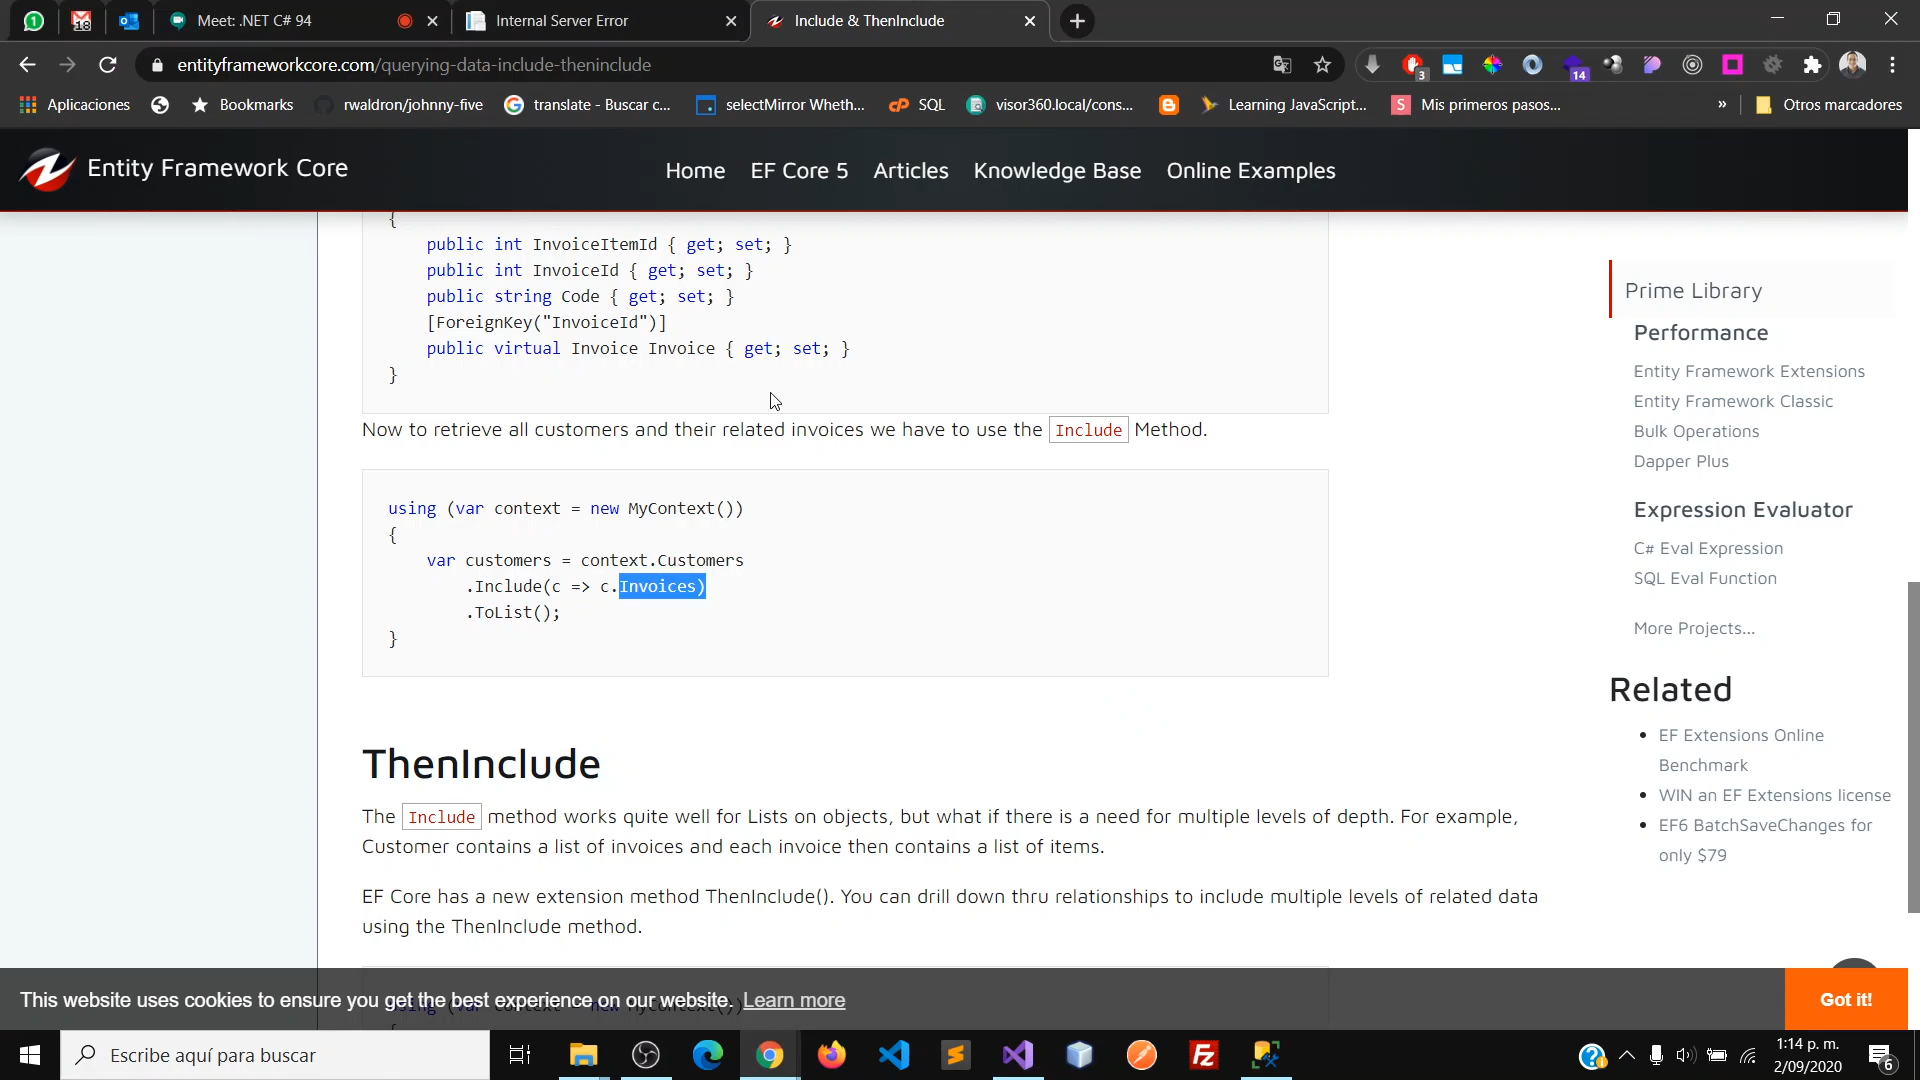 1
18
Meet: .NET C# 94
Internal Server Error
Include & ThenInclude
entityframeworkcore.com/querying-data-include-theninclude
3
14
Aplicaciones
Bookmarks
rwaldron/johnny-five
translate - Buscar c...
selectMirror Wheth...
SQL
visor360.local/cons...
Learning JavaScript...
Mis primeros pasos...
»
Otros marcadores
Entity Framework Core
Home
EF Core 5
Articles
Knowledge Base
Online Examples
{
public int InvoiceItemId { get; set; }
public int InvoiceId { get; set; }
public string Code { get; set; }
[ForeignKey("InvoiceId")]
public virtual Invoice Invoice { get; set; }
}
Now to retrieve all customers and their related invoices we have to use the Include Method.
using (var context = new MyContext())
{
var customers = context.Customers
.Include(c => c.Invoices)
.ToList();
}
ThenInclude
The Include method works quite well for Lists on objects, but what if there is a need for multiple levels of depth. For example,
Customer contains a list of invoices and each invoice then contains a list of items.
EF Core has a new extension method ThenInclude(). You can drill down thru relationships to include multiple levels of related data
using the ThenInclude method.
using (var context = new MyContext())
{
Prime Library
Performance
Entity Framework Extensions
Entity Framework Classic
Bulk Operations
Dapper Plus
Expression Evaluator
C# Eval Expression
SQL Eval Function
More Projects...
Related
EF Extensions Online
Benchmark
WIN an EF Extensions license
EF6 BatchSaveChanges for
only $79
This website uses cookies to ensure you get the best experience on our website. Learn more
Got it!
Escribe aquí para buscar
1:14 p. m.
2/09/2020
6